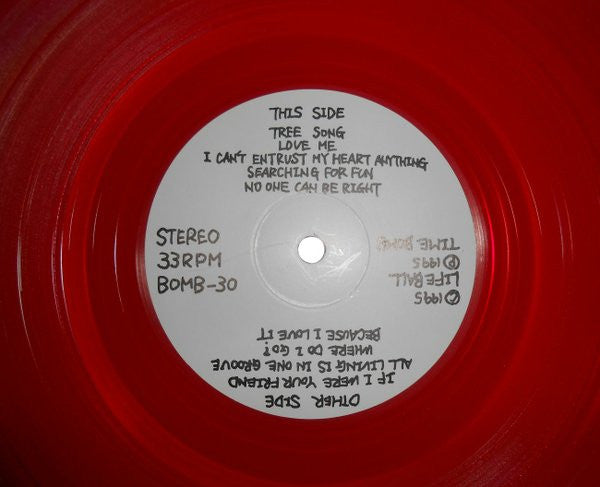 THIS SIDE
TREE SONG
LOVE ME
I CAN'T ENTRUST MY HEART ANYTHING
SEARCHING FOR FUN
NO ONE CAN BE RIGHT
STEREO
33RPM
BOMB-30
©1995
LIFE BALL
℗1995
TIME BOMB
OTHER SIDE
IF I WERE YOUR FRIEND
ALL LIVING IS IN ONE GROOVE
WHERE DO I GO?
BECAUSE I LOVE IT